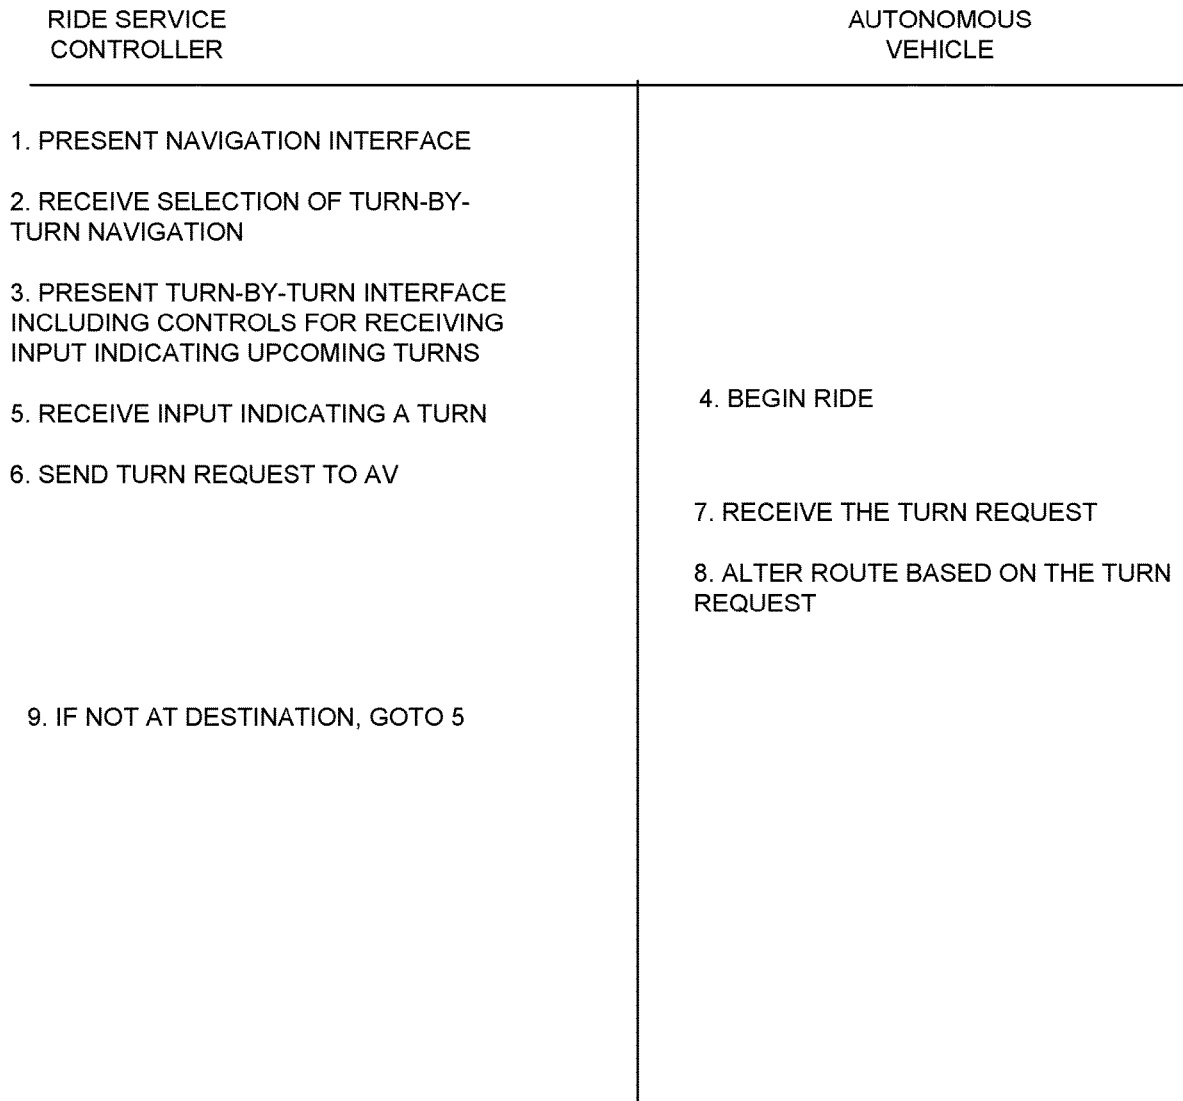 RIDE SERVICE
CONTROLLER
AUTONOMOUS
VEHICLE
1. PRESENT NAVIGATION INTERFACE
2. RECEIVE SELECTION OF TURN-BY-
TURN NAVIGATION
3. PRESENT TURN-BY-TURN INTERFACE
INCLUDING CONTROLS FOR RECEIVING
INPUT INDICATING UPCOMING TURNS
4. BEGIN RIDE
5. RECEIVE INPUT INDICATING A TURN
6. SEND TURN REQUEST TO AV
7. RECEIVE THE TURN REQUEST
8. ALTER ROUTE BASED ON THE TURN
REQUEST
9. IF NOT AT DESTINATION, GOTO 5